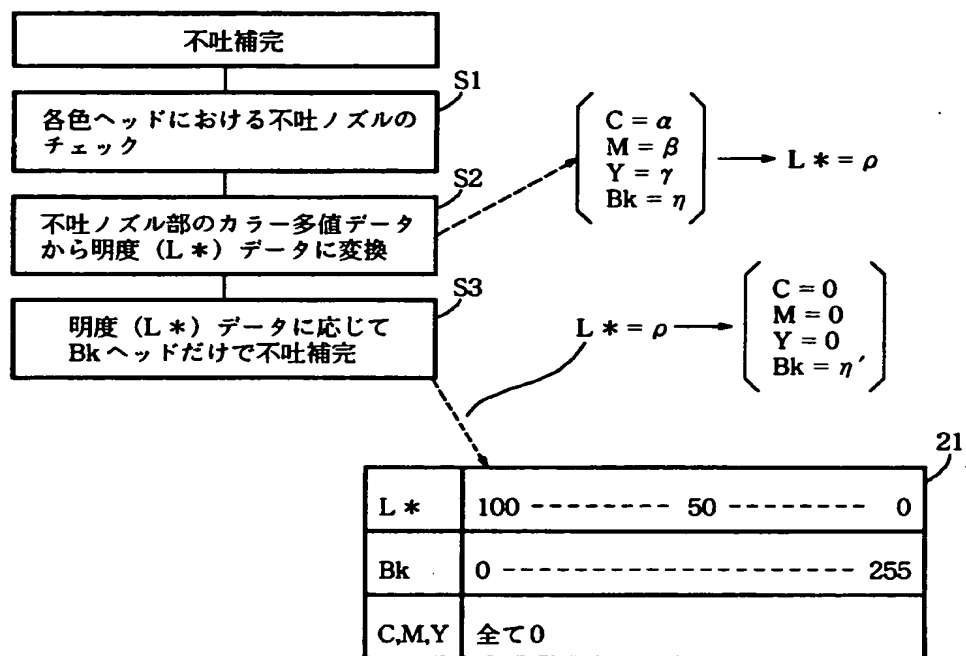 不吐補完
S1
各色ヘッドにおける不吐ノズルの
チェック
S2
不吐ノズル部のカラー多値データ
から明度（L＊）データに変換
C = α
M = β
Y = γ
Bk = η
L＊= ρ
S3
明度（L＊）データに応じて
Bkヘッドだけで不吐補完
L＊= ρ
C = 0
M = 0
Y = 0
Bk = η′
21
L＊ 100 -------- 50 -------- 0
Bk 0 -------------------- 255
C,M,Y 全て0